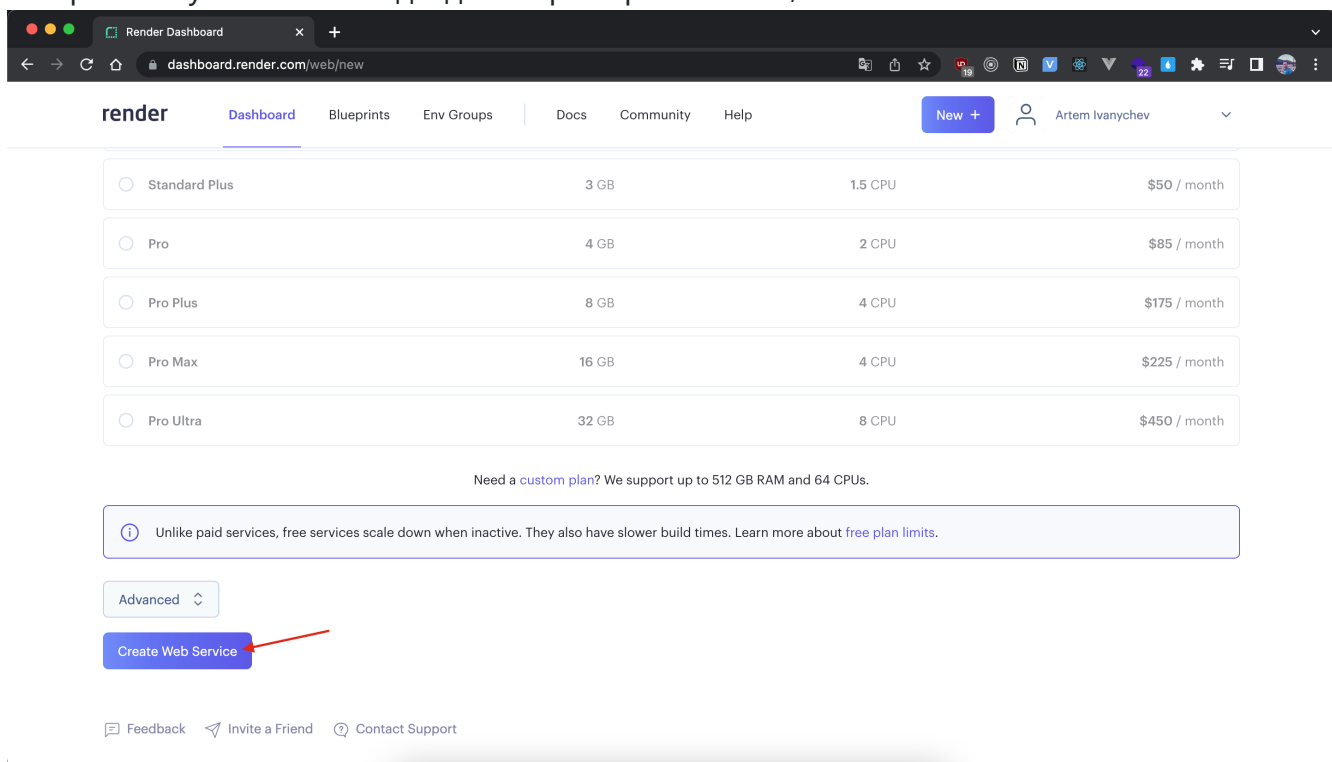 Render Dashboard
dashboard.render.com/web/new
19
22
render Dashboard Blueprints Env Groups Docs Community Help New + Artem Ivanychev
Standard Plus 3 GB 1.5 CPU $50 / month
Pro 4 GB 2 CPU $85 / month
Pro Plus 8 GB 4 CPU $175 / month
Pro Max 16 GB 4 CPU $225 / month
Pro Ultra 32 GB 8 CPU $450 / month
Need a custom plan? We support up to 512 GB RAM and 64 CPUs.
Unlike paid services, free services scale down when inactive. They also have slower build times. Learn more about free plan limits.
Advanced
Create Web Service
Feedback Invite a Friend Contact Support